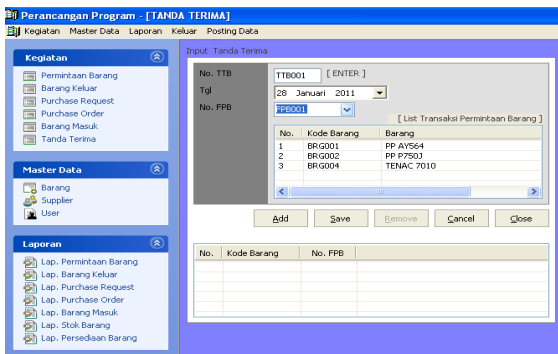 Perancangan Program - [TANDA TERIMA]
Kegiatan Master Data Laporan Keluar Posting Data
Kegiatan
Permintaan Barang
Barang Keluar
Purchase Request
Purchase Order
Barang Masuk
Tanda Terima
Master Data
Barang
Supplier
User
Laporan
Lap. Permintaan Barang
Lap. Barang Keluar
Lap. Purchase Request
Lap. Purchase Order
Lap. Barang Masuk
Lap. Stok Barang
Lap. Persediaan Barang
Input Tanda Terima
No. TTB TTB001 [ ENTER ]
Tgl 28 Januari 2011
No. FPB FPB001
[ List Transaksi Permintaan Barang ]
No. Kode Barang Barang
1 BRG001 PP AY564
2 BRG002 PP P750J
3 BRG004 TENAC 7010
Add Save Remove Cancel Close
No. Kode Barang No. FPB